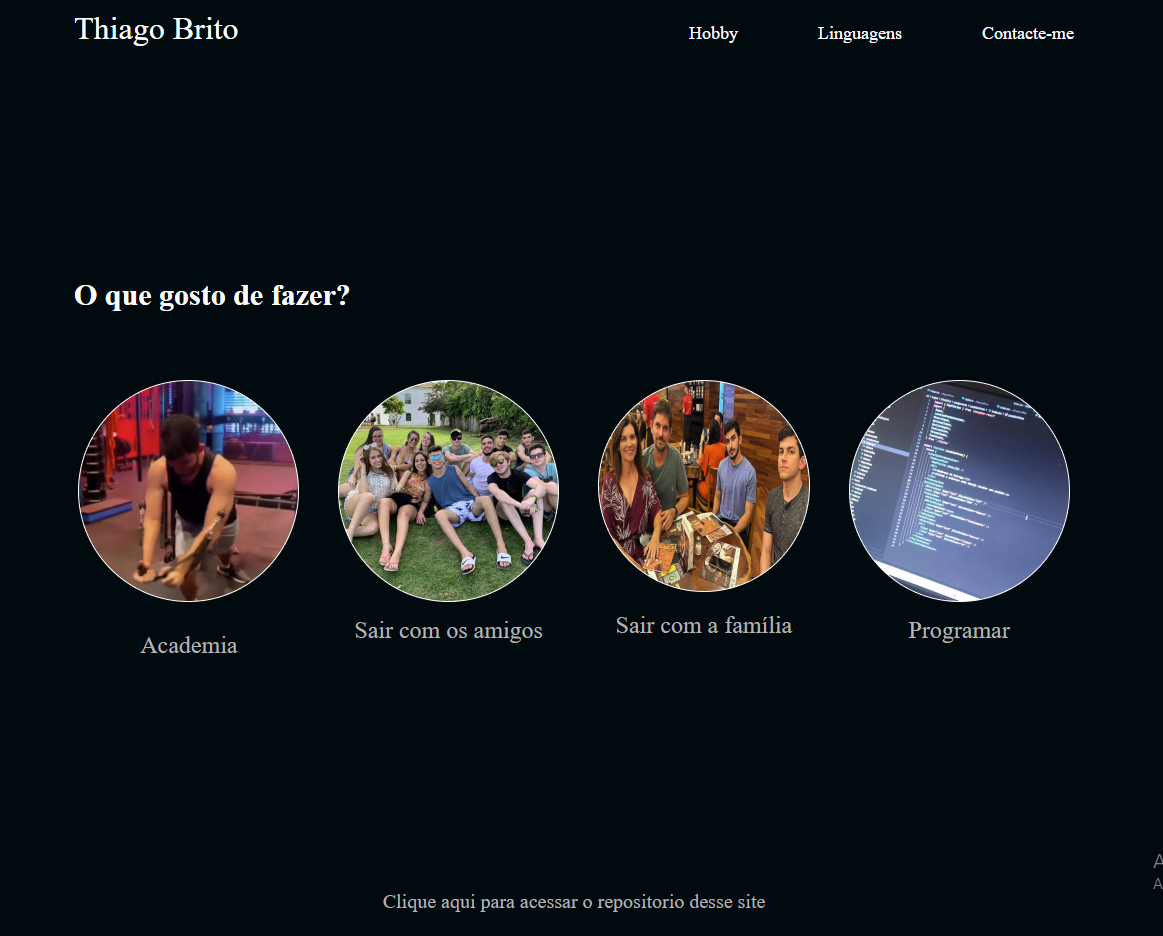 Thiago Brito
Hobby
Linguagens
Contacte-me
O que gosto de fazer?
Academia
Sair com os amigos
Sair com a família
Programar
Clique aqui para acessar o repositorio desse site